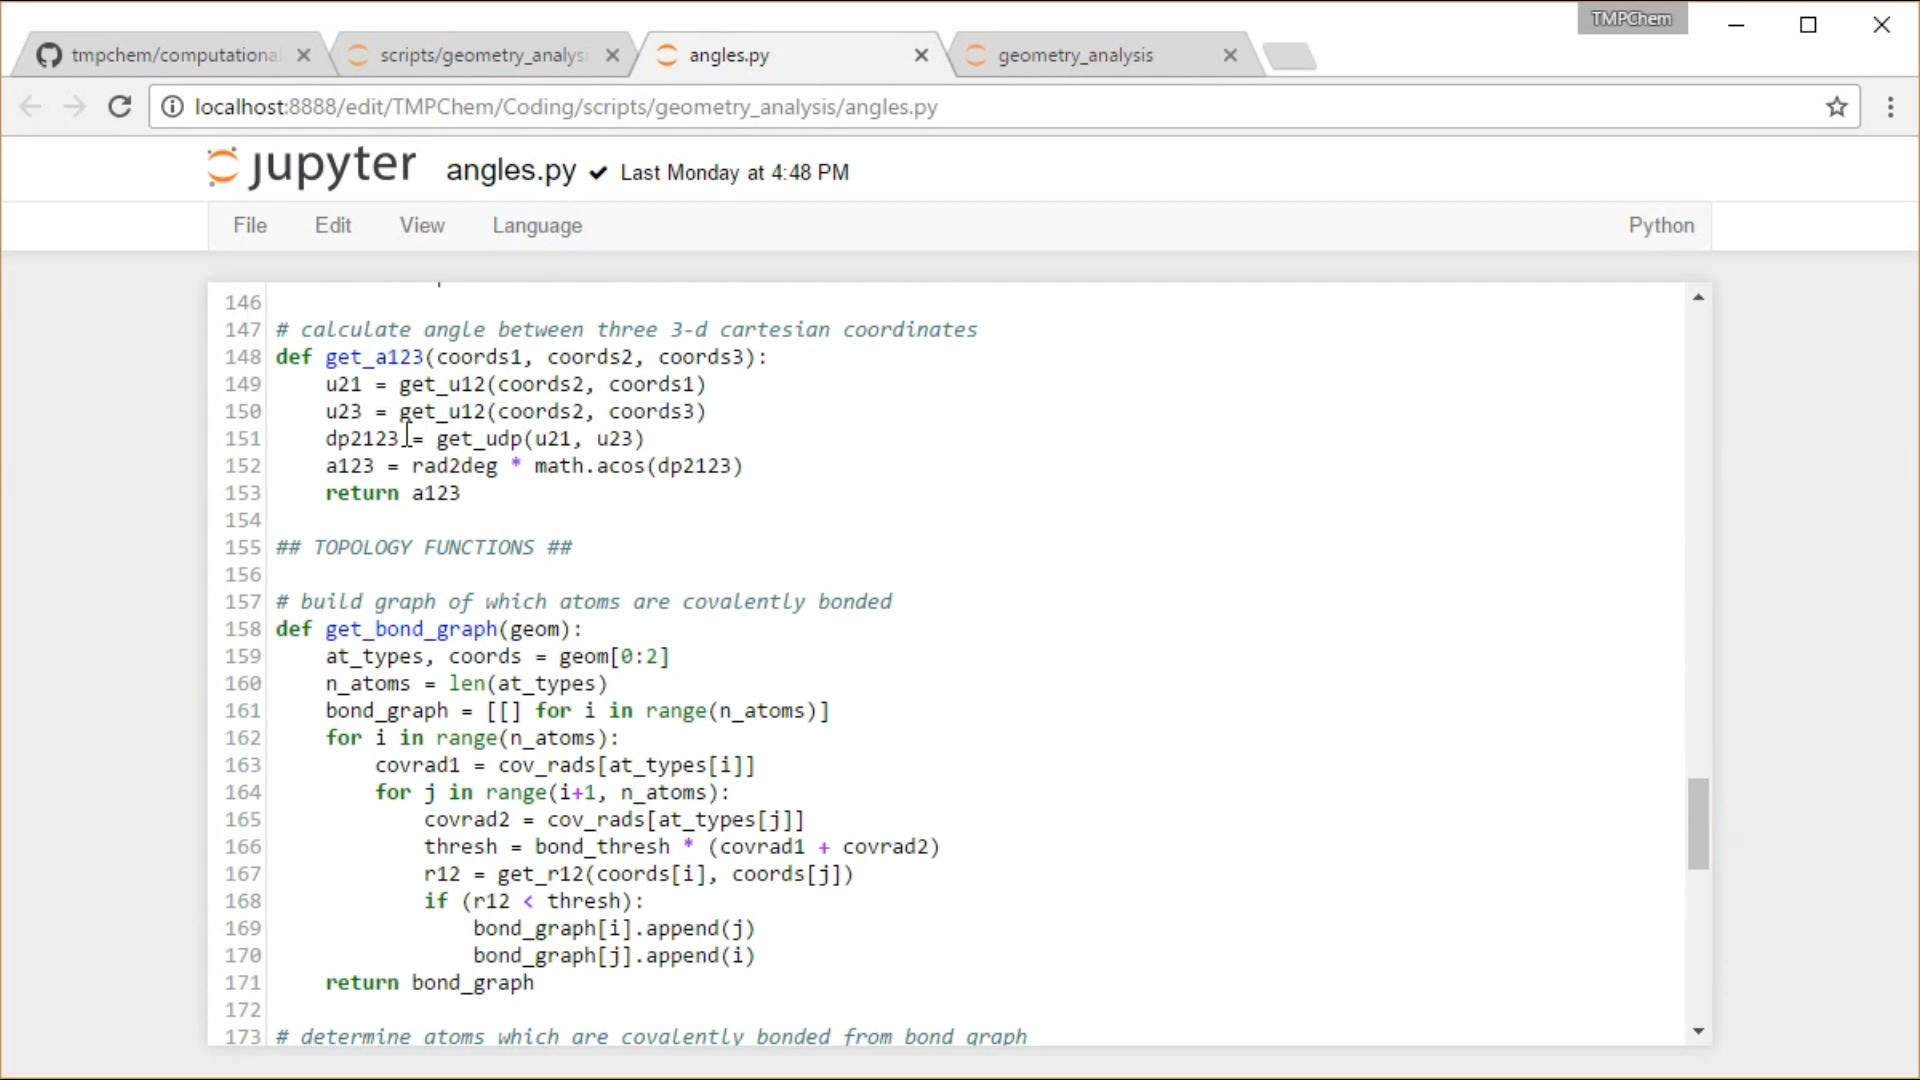 TMPChem
tmpchem/computational
scripts/geometry_analysi
angles.py
geometry_analysis
localhost:8888/edit/TMPChem/Coding/scripts/geometry_analysis/angles.py
jupyter angles.py Last Monday at 4:48 PM
File Edit View Language Python
146
147 # calculate angle between three 3-d cartesian coordinates
148 def get_a123(coords1, coords2, coords3):
149     u21 = get_u12(coords2, coords1)
150     u23 = get_u12(coords2, coords3)
151     dp2123 = get_udp(u21, u23)
152     a123 = rad2deg * math.acos(dp2123)
153     return a123
154
155 ## TOPOLOGY FUNCTIONS ##
156
157 # build graph of which atoms are covalently bonded
158 def get_bond_graph(geom):
159     at_types, coords = geom[0:2]
160     n_atoms = len(at_types)
161     bond_graph = [[] for i in range(n_atoms)]
162     for i in range(n_atoms):
163         covrad1 = cov_rads[at_types[i]]
164         for j in range(i+1, n_atoms):
165             covrad2 = cov_rads[at_types[j]]
166             thresh = bond_thresh * (covrad1 + covrad2)
167             r12 = get_r12(coords[i], coords[j])
168             if (r12 < thresh):
169                 bond_graph[i].append(j)
170                 bond_graph[j].append(i)
171     return bond_graph
172
173 # determine atoms which are covalently bonded from bond graph